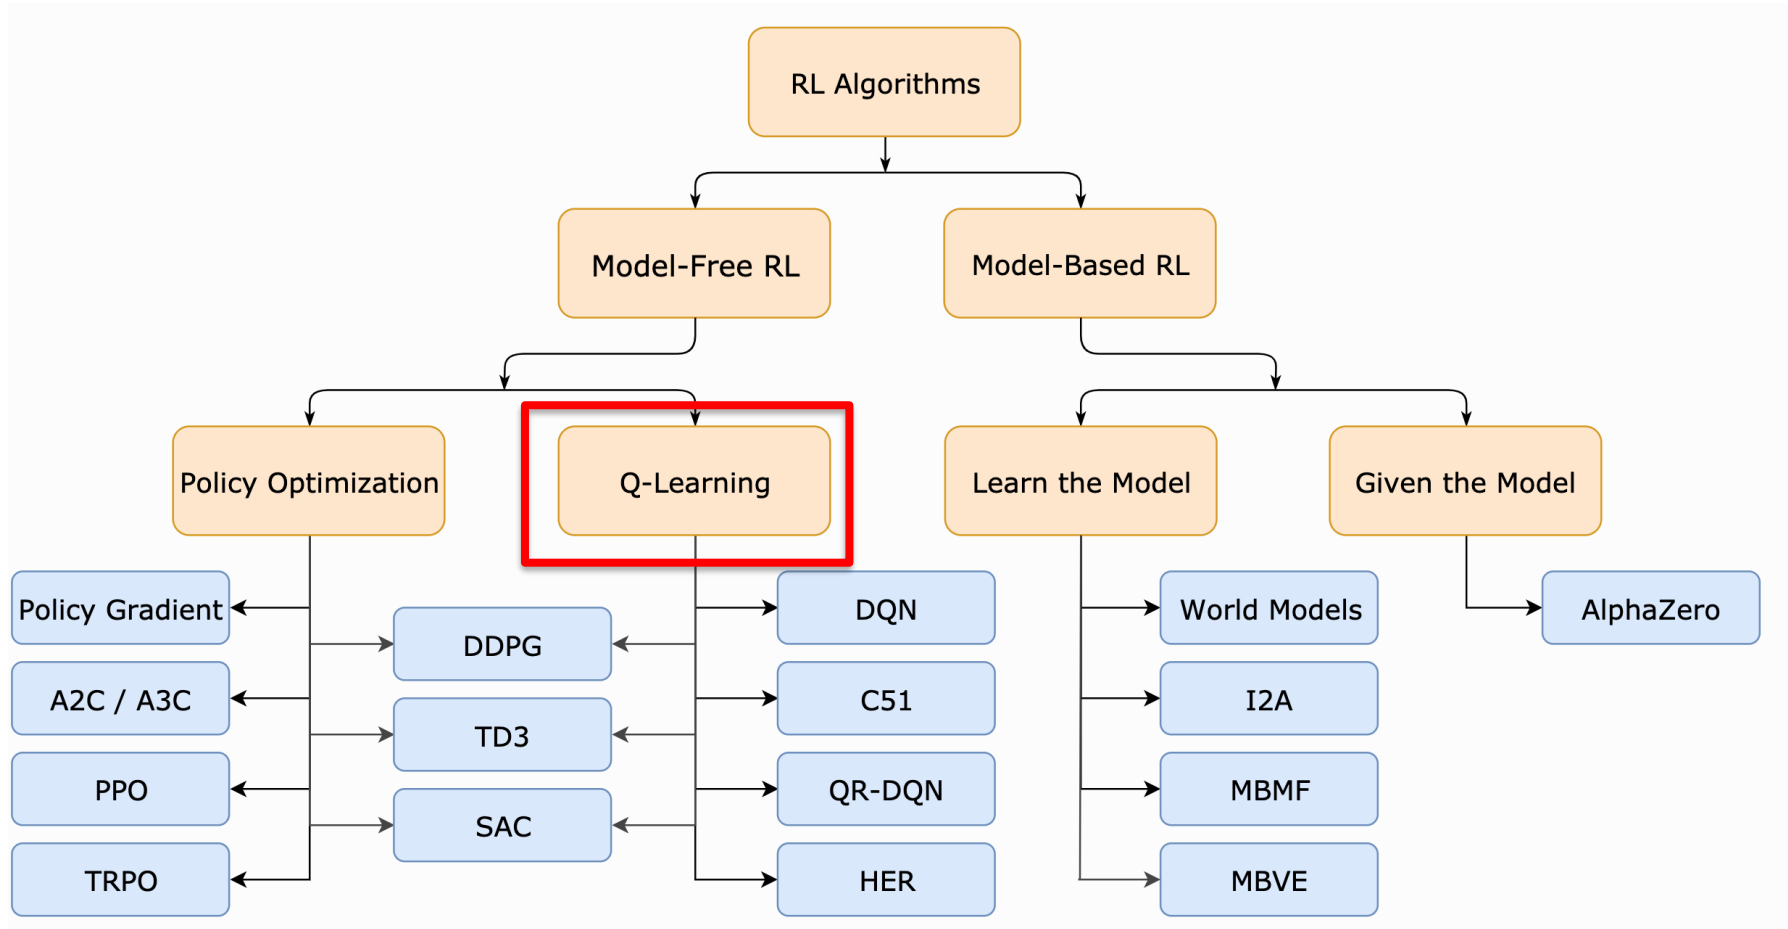 RL Algorithms
Model-Free RL
Model-Based RL
Policy Optimization
Q-Learning
Learn the Model
Given the Model
Policy Gradient
DDPG
DQN
World Models
AlphaZero
A2C / A3C
TD3
C51
I2A
PPO
SAC
QR-DQN
MBMF
TRPO
HER
MBVE